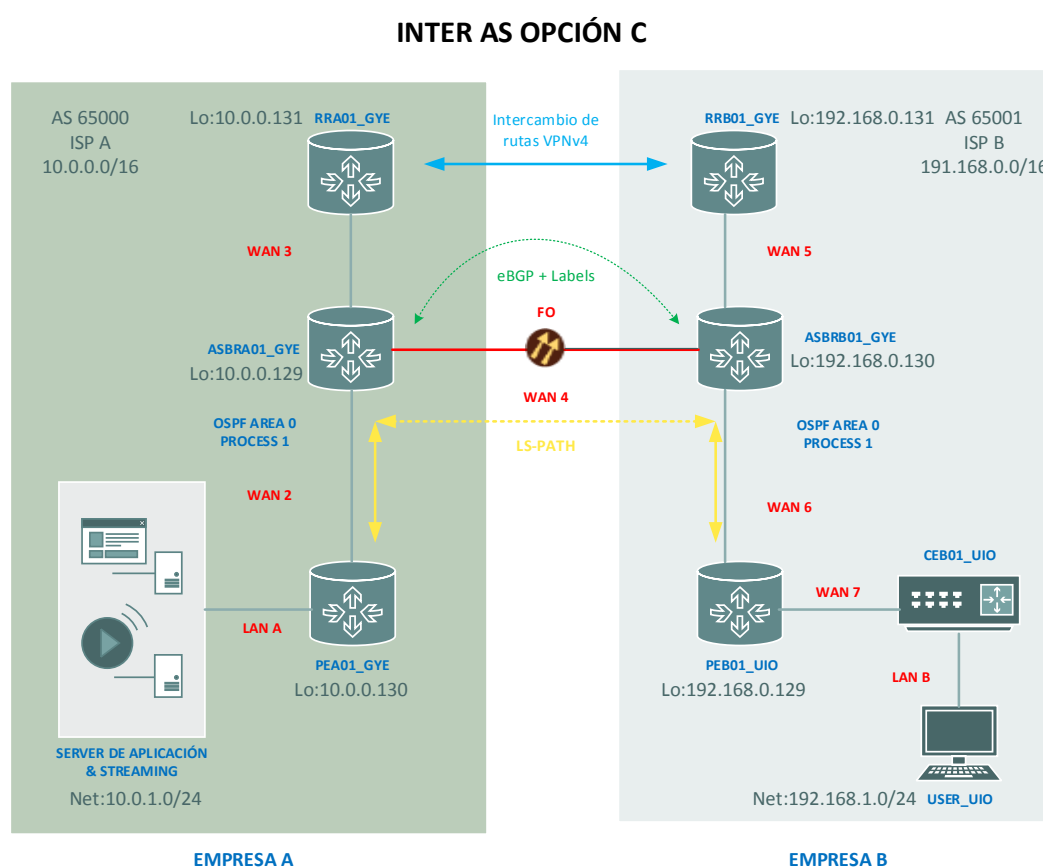 INTER AS OPCIÓN C
AS 65000
ISP A
10.0.0.0/16
Lo:10.0.0.131
RRA01_GYE
Intercambio de
rutas VPNv4
RRB01_GYE
Lo:192.168.0.131
AS 65001
ISP B
191.168.0.0/16
WAN 3
WAN 5
eBGP + Labels
FO
ASBRA01_GYE
Lo:10.0.0.129
ASBRB01_GYE
Lo:192.168.0.130
WAN 4
OSPF AREA 0
PROCESS 1
LS-PATH
OSPF AREA 0
PROCESS 1
WAN 2
WAN 6
CEB01_UIO
WAN 7
LAN A
PEA01_GYE
Lo:10.0.0.130
PEB01_UIO
Lo:192.168.0.129
LAN B
SERVER DE APLICACIÓN
& STREAMING
Net:10.0.1.0/24
Net:192.168.1.0/24
USER_UIO
EMPRESA A
EMPRESA B